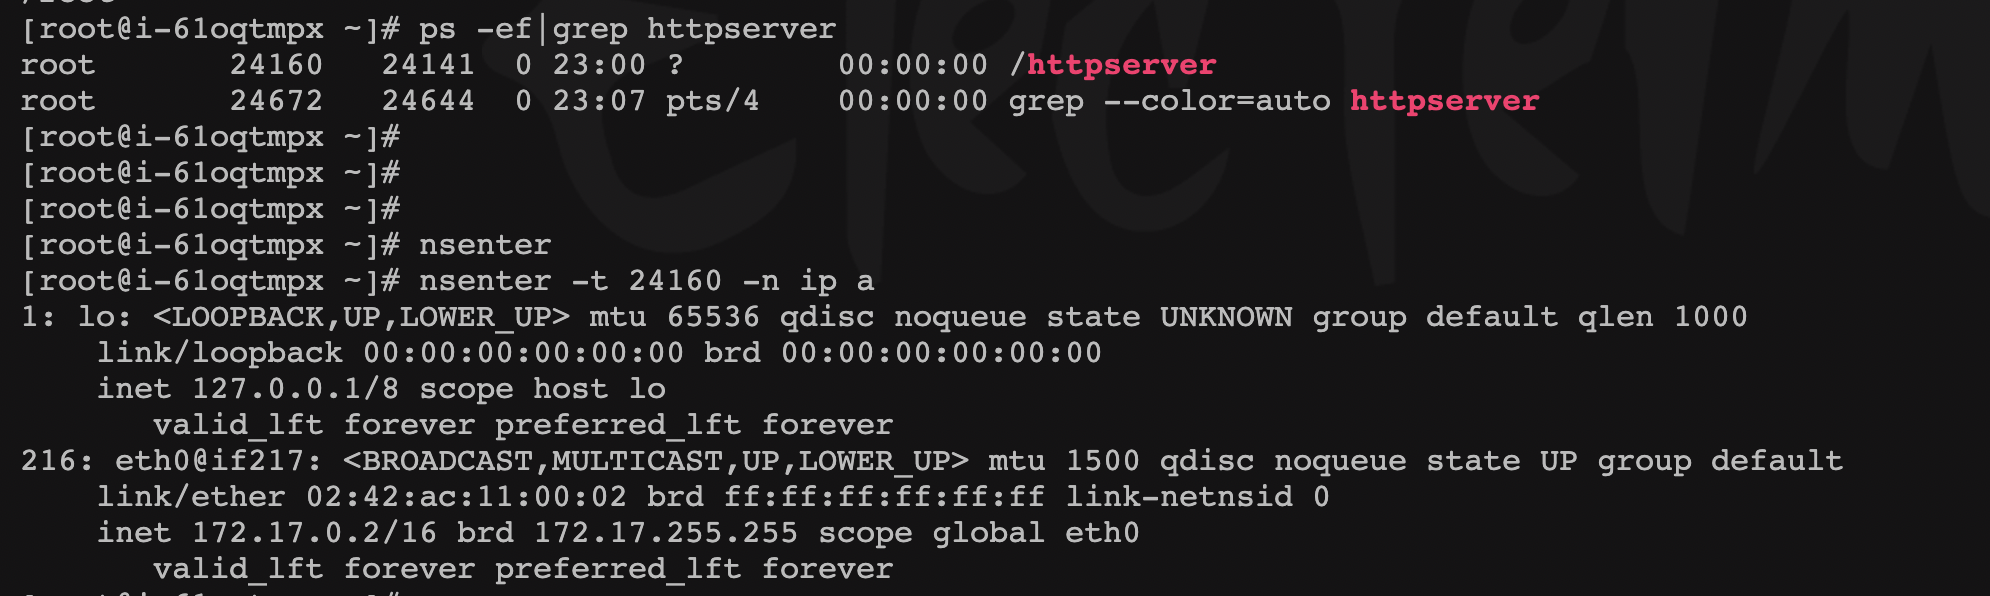 [root@i-61oqtmpx ~]# ps -ef|grep httpserver
root       24160   24141  0 23:00 ?        00:00:00 /httpserver
root       24672   24644  0 23:07 pts/4    00:00:00 grep --color=auto httpserver
[root@i-61oqtmpx ~]#
[root@i-61oqtmpx ~]#
[root@i-61oqtmpx ~]#
[root@i-61oqtmpx ~]# nsenter
[root@i-61oqtmpx ~]# nsenter -t 24160 -n ip a
1: lo: <LOOPBACK,UP,LOWER_UP> mtu 65536 qdisc noqueue state UNKNOWN group default qlen 1000
    link/loopback 00:00:00:00:00:00 brd 00:00:00:00:00:00
    inet 127.0.0.1/8 scope host lo
       valid_lft forever preferred_lft forever
216: eth0@if217: <BROADCAST,MULTICAST,UP,LOWER_UP> mtu 1500 qdisc noqueue state UP group default
    link/ether 02:42:ac:11:00:02 brd ff:ff:ff:ff:ff:ff link-netnsid 0
    inet 172.17.0.2/16 brd 172.17.255.255 scope global eth0
       valid_lft forever preferred_lft forever